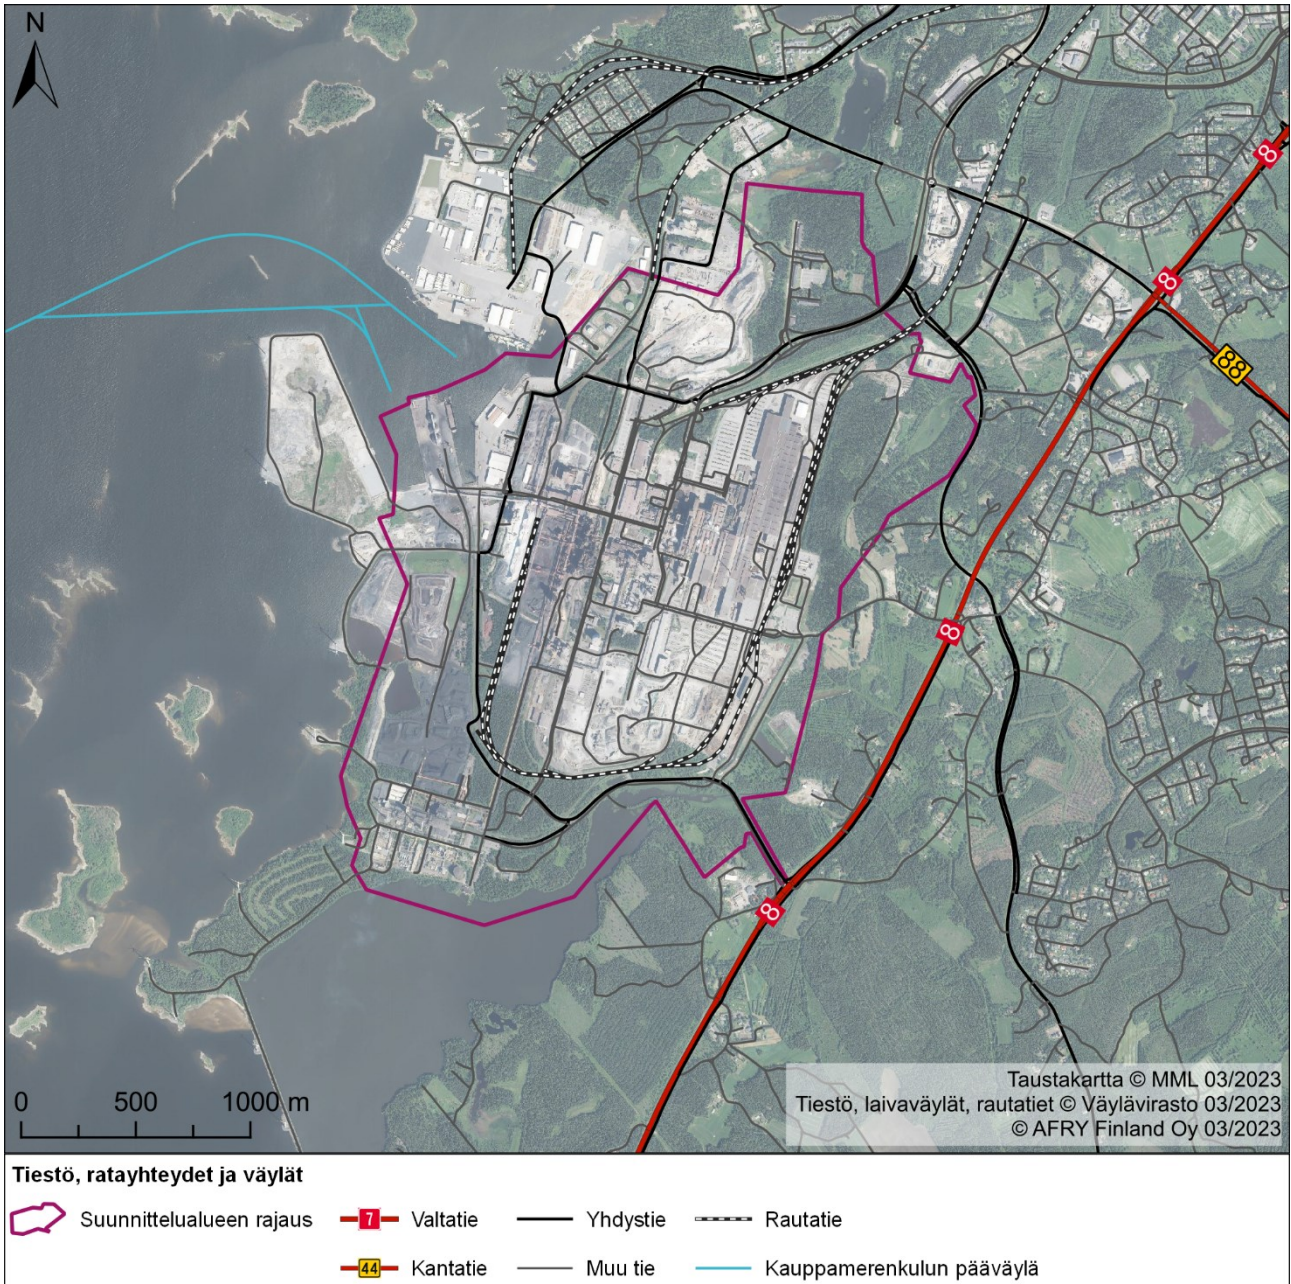 N
8
8
88
8
8
0 500 1000 m
Taustakartta © MML 03/2023
Tiestö, laivaväylät, rautatiet © Väylävirasto 03/2023
© AFRY Finland Oy 03/2023
Tiestö, ratayhteydet ja väylät
Suunnittelualueen rajaus
7 Valtatie
Yhdystie
Rautatie
44 Kantatie
Muu tie
Kauppamerenkulun pääväylä